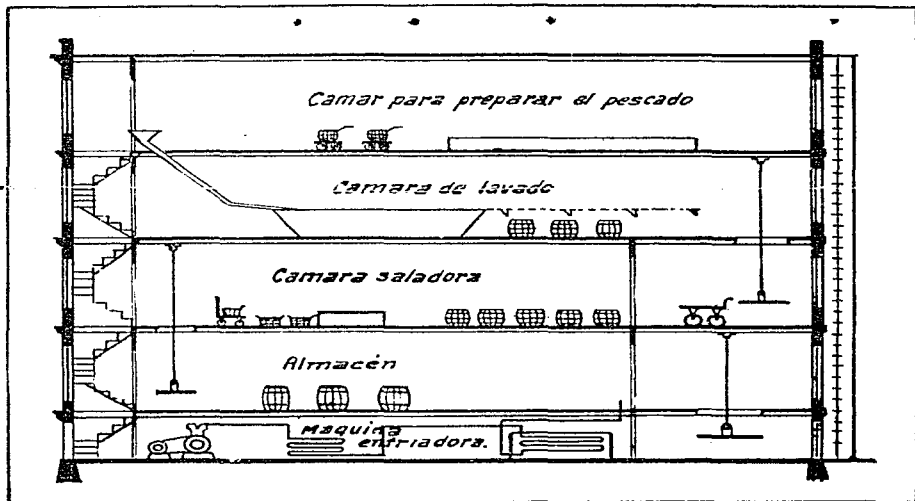 Camar para preparar el pescado
Camara de lavado
Camara saladora
Almacén
Maquina
enfriadora.